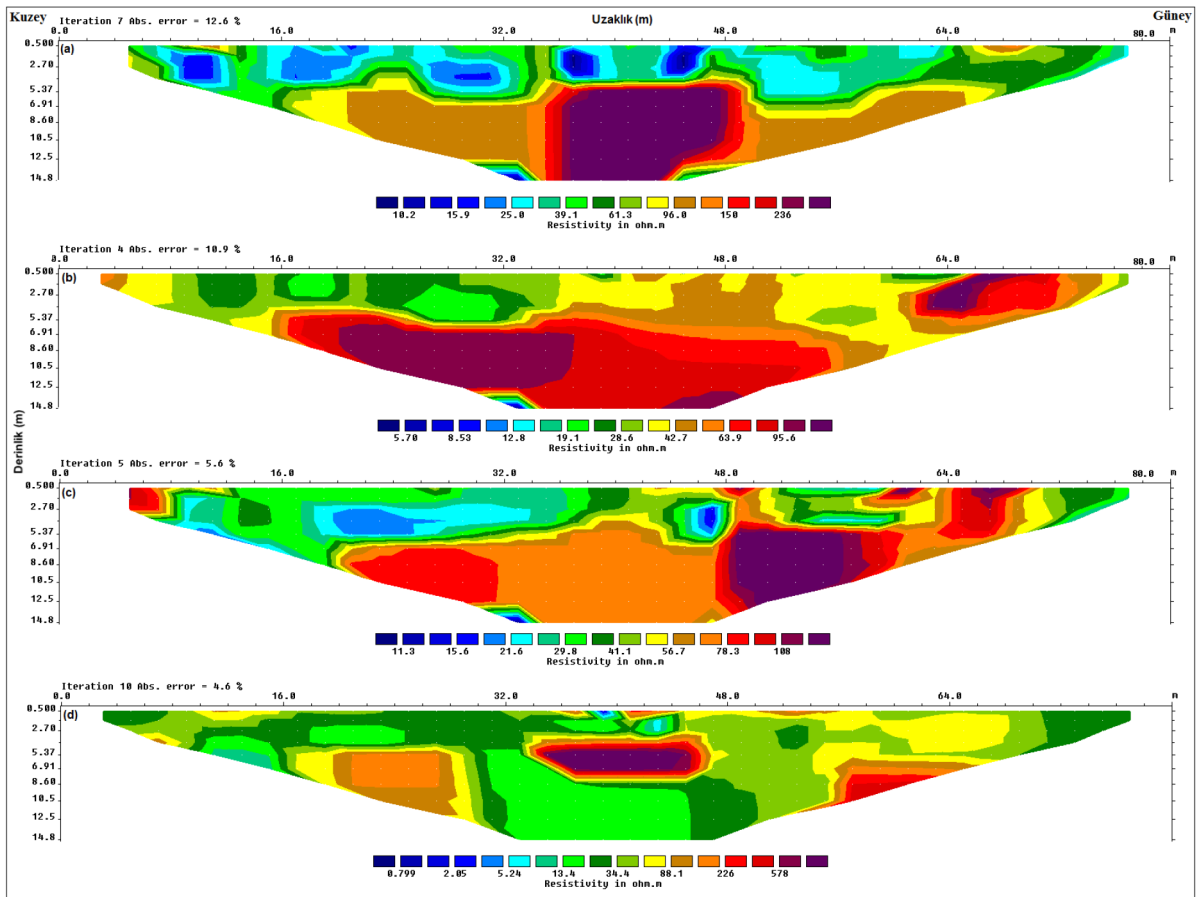 Kuzey Iteration 7 Abs. error = 12.6 % Uzaklık (m) Güney
0.0 16.0 32.0 48.0 64.0 80.0 m
(a)
0.500
2.70
5.37
6.91
8.60
10.5
12.5
14.8
10.2 15.9 25.0 39.1 61.3 96.0 150 236
Resistivity in ohm.m
Iteration 4 Abs. error = 10.9 %
0.0 16.0 32.0 48.0 64.0 80.0 m
(b)
0.500
2.70
5.37
6.91
8.60
10.5
12.5
14.8
5.70 8.53 12.8 19.1 28.6 42.7 63.9 95.6
Resistivity in ohm.m
Derinlik (m)
Iteration 5 Abs. error = 5.6 %
0.0 16.0 32.0 48.0 64.0 80.0 m
(c)
0.500
2.70
5.37
6.91
8.60
10.5
12.5
14.8
11.3 15.6 21.6 29.8 41.1 56.7 78.3 108
Resistivity in ohm.m
Iteration 10 Abs. error = 4.6 %
0.0 16.0 32.0 48.0 64.0 m
(d)
0.500
2.70
5.37
6.91
8.60
10.5
12.5
14.8
0.799 2.05 5.24 13.4 34.4 88.1 226 578
Resistivity in ohm.m